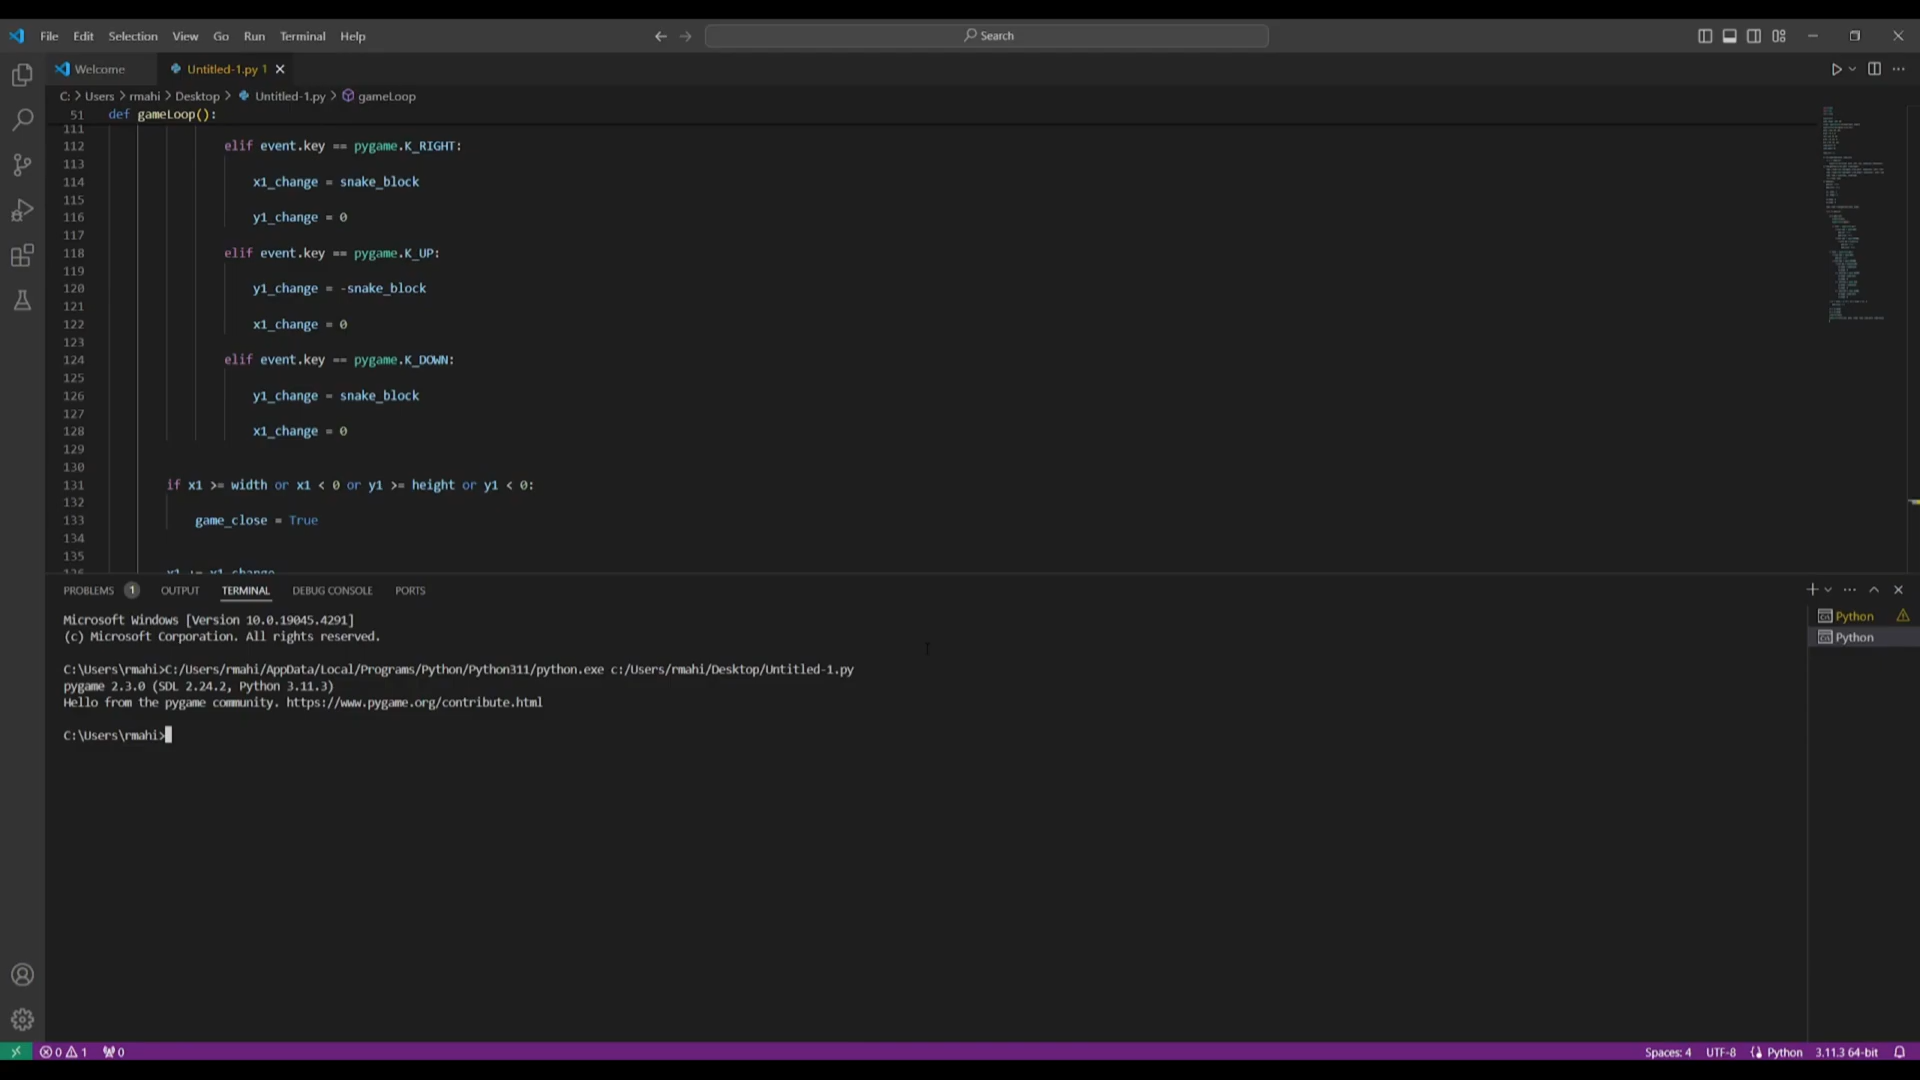 File Edit Selection View Go Run Terminal Help
Search
Welcome Untitled-1.py 1
C: > Users > rmahi > Desktop > Untitled-1.py > gameLoop
51 def gameLoop():
111
112 elif event.key == pygame.K_RIGHT:
113
114 x1_change = snake_block
115
116 y1_change = 0
117
118 elif event.key == pygame.K_UP:
119
120 y1_change = -snake_block
121
122 x1_change = 0
123
124 elif event.key == pygame.K_DOWN:
125
126 y1_change = snake_block
127
128 x1_change = 0
129
130
131 if x1 >= width or x1 < 0 or y1 >= height or y1 < 0:
132
133 game_close = True
134
135
136 x1 += x1_change
PROBLEMS 1 OUTPUT TERMINAL DEBUG CONSOLE PORTS
Microsoft Windows [Version 10.0.19045.4291]
(c) Microsoft Corporation. All rights reserved.
C:\Users\rmahi>C:/Users/rmahi/AppData/Local/Programs/Python/Python311/python.exe c:/Users/rmahi/Desktop/Untitled-1.py
pygame 2.3.0 (SDL 2.24.2, Python 3.11.3)
Hello from the pygame community. https://www.pygame.org/contribute.html
C:\Users\rmahi>
Python
Python
0 1 0 Spaces: 4 UTF-8 Python 3.11.3 64-bit